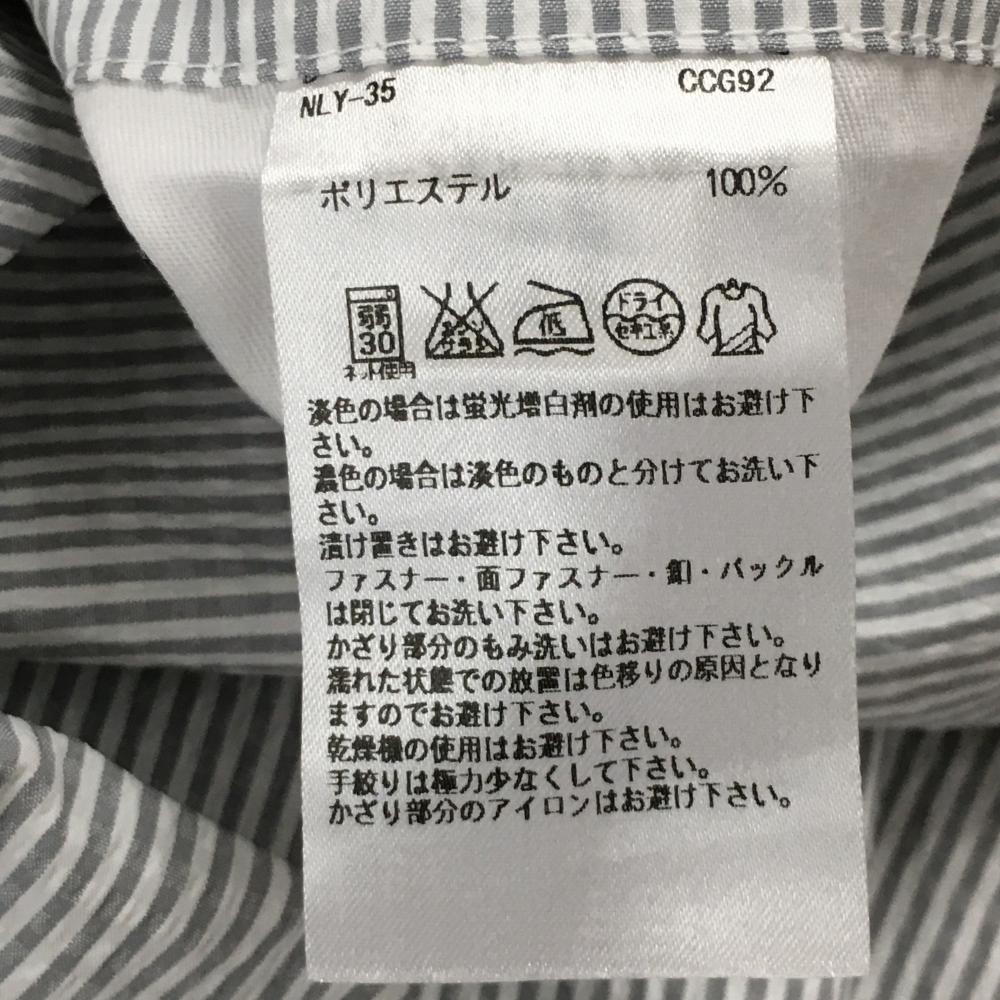 NLY-35 CCG92
ポリエステル 100%
弱
30
ネット使用
エンソ
サラシ
低
ドライ
セキユ系
淡色の場合は蛍光増白剤の使用はお避け下
さい。
濃色の場合は淡色のものと分けてお洗い下
さい。
漬け置きはお避け下さい。
ファスナー・面ファスナー・釦・バックル
は閉じてお洗い下さい。
かざり部分のもみ洗いはお避け下さい。
濡れた状態での放置は色移りの原因となり
ますのでお避け下さい。
乾燥機の使用はお避け下さい。
手絞りは極力少なくして下さい。
かざり部分のアイロンはお避け下さい。